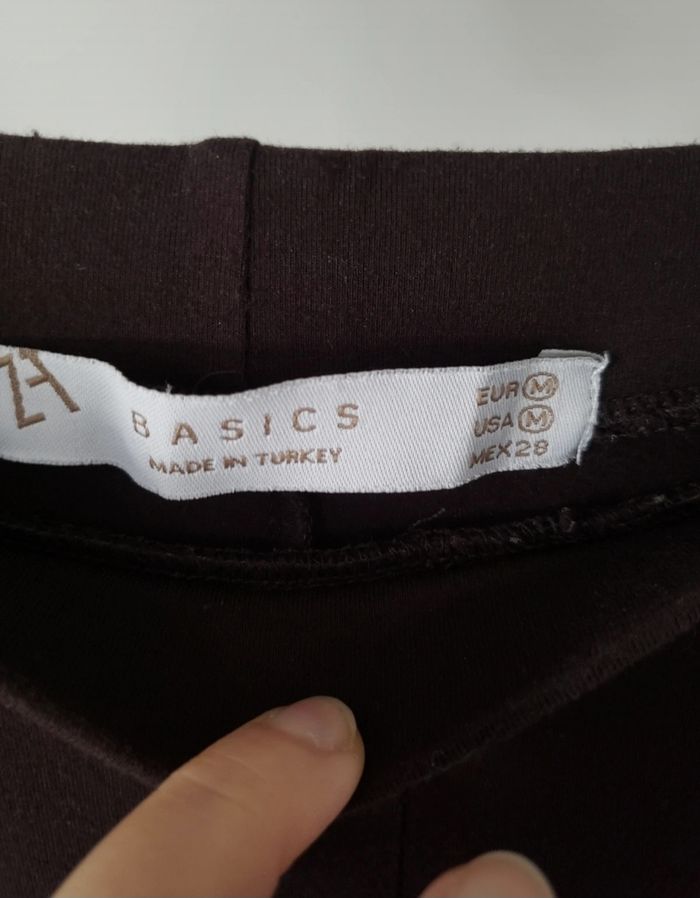 BASICS
MADE IN TURKEY
EUR M
USA M
MEX 28